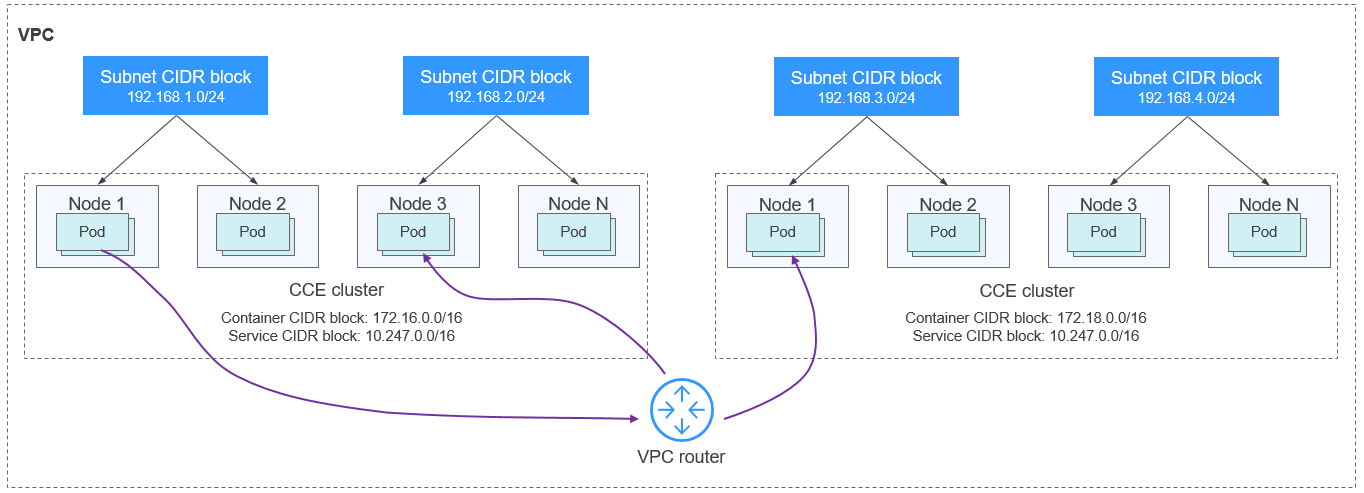 VPC
Subnet CIDR block
192.168.1.0/24
Subnet CIDR block
192.168.2.0/24
Subnet CIDR block
192.168.3.0/24
Subnet CIDR block
192.168.4.0/24
Node 1
Pod
Node 2
Pod
Node 3
Pod
Node N
Pod
CCE cluster
Container CIDR block: 172.16.0.0/16
Service CIDR block: 10.247.0.0/16
Node 1
Pod
Node 2
Pod
Node 3
Pod
Node N
Pod
CCE cluster
Container CIDR block: 172.18.0.0/16
Service CIDR block: 10.247.0.0/16
VPC router